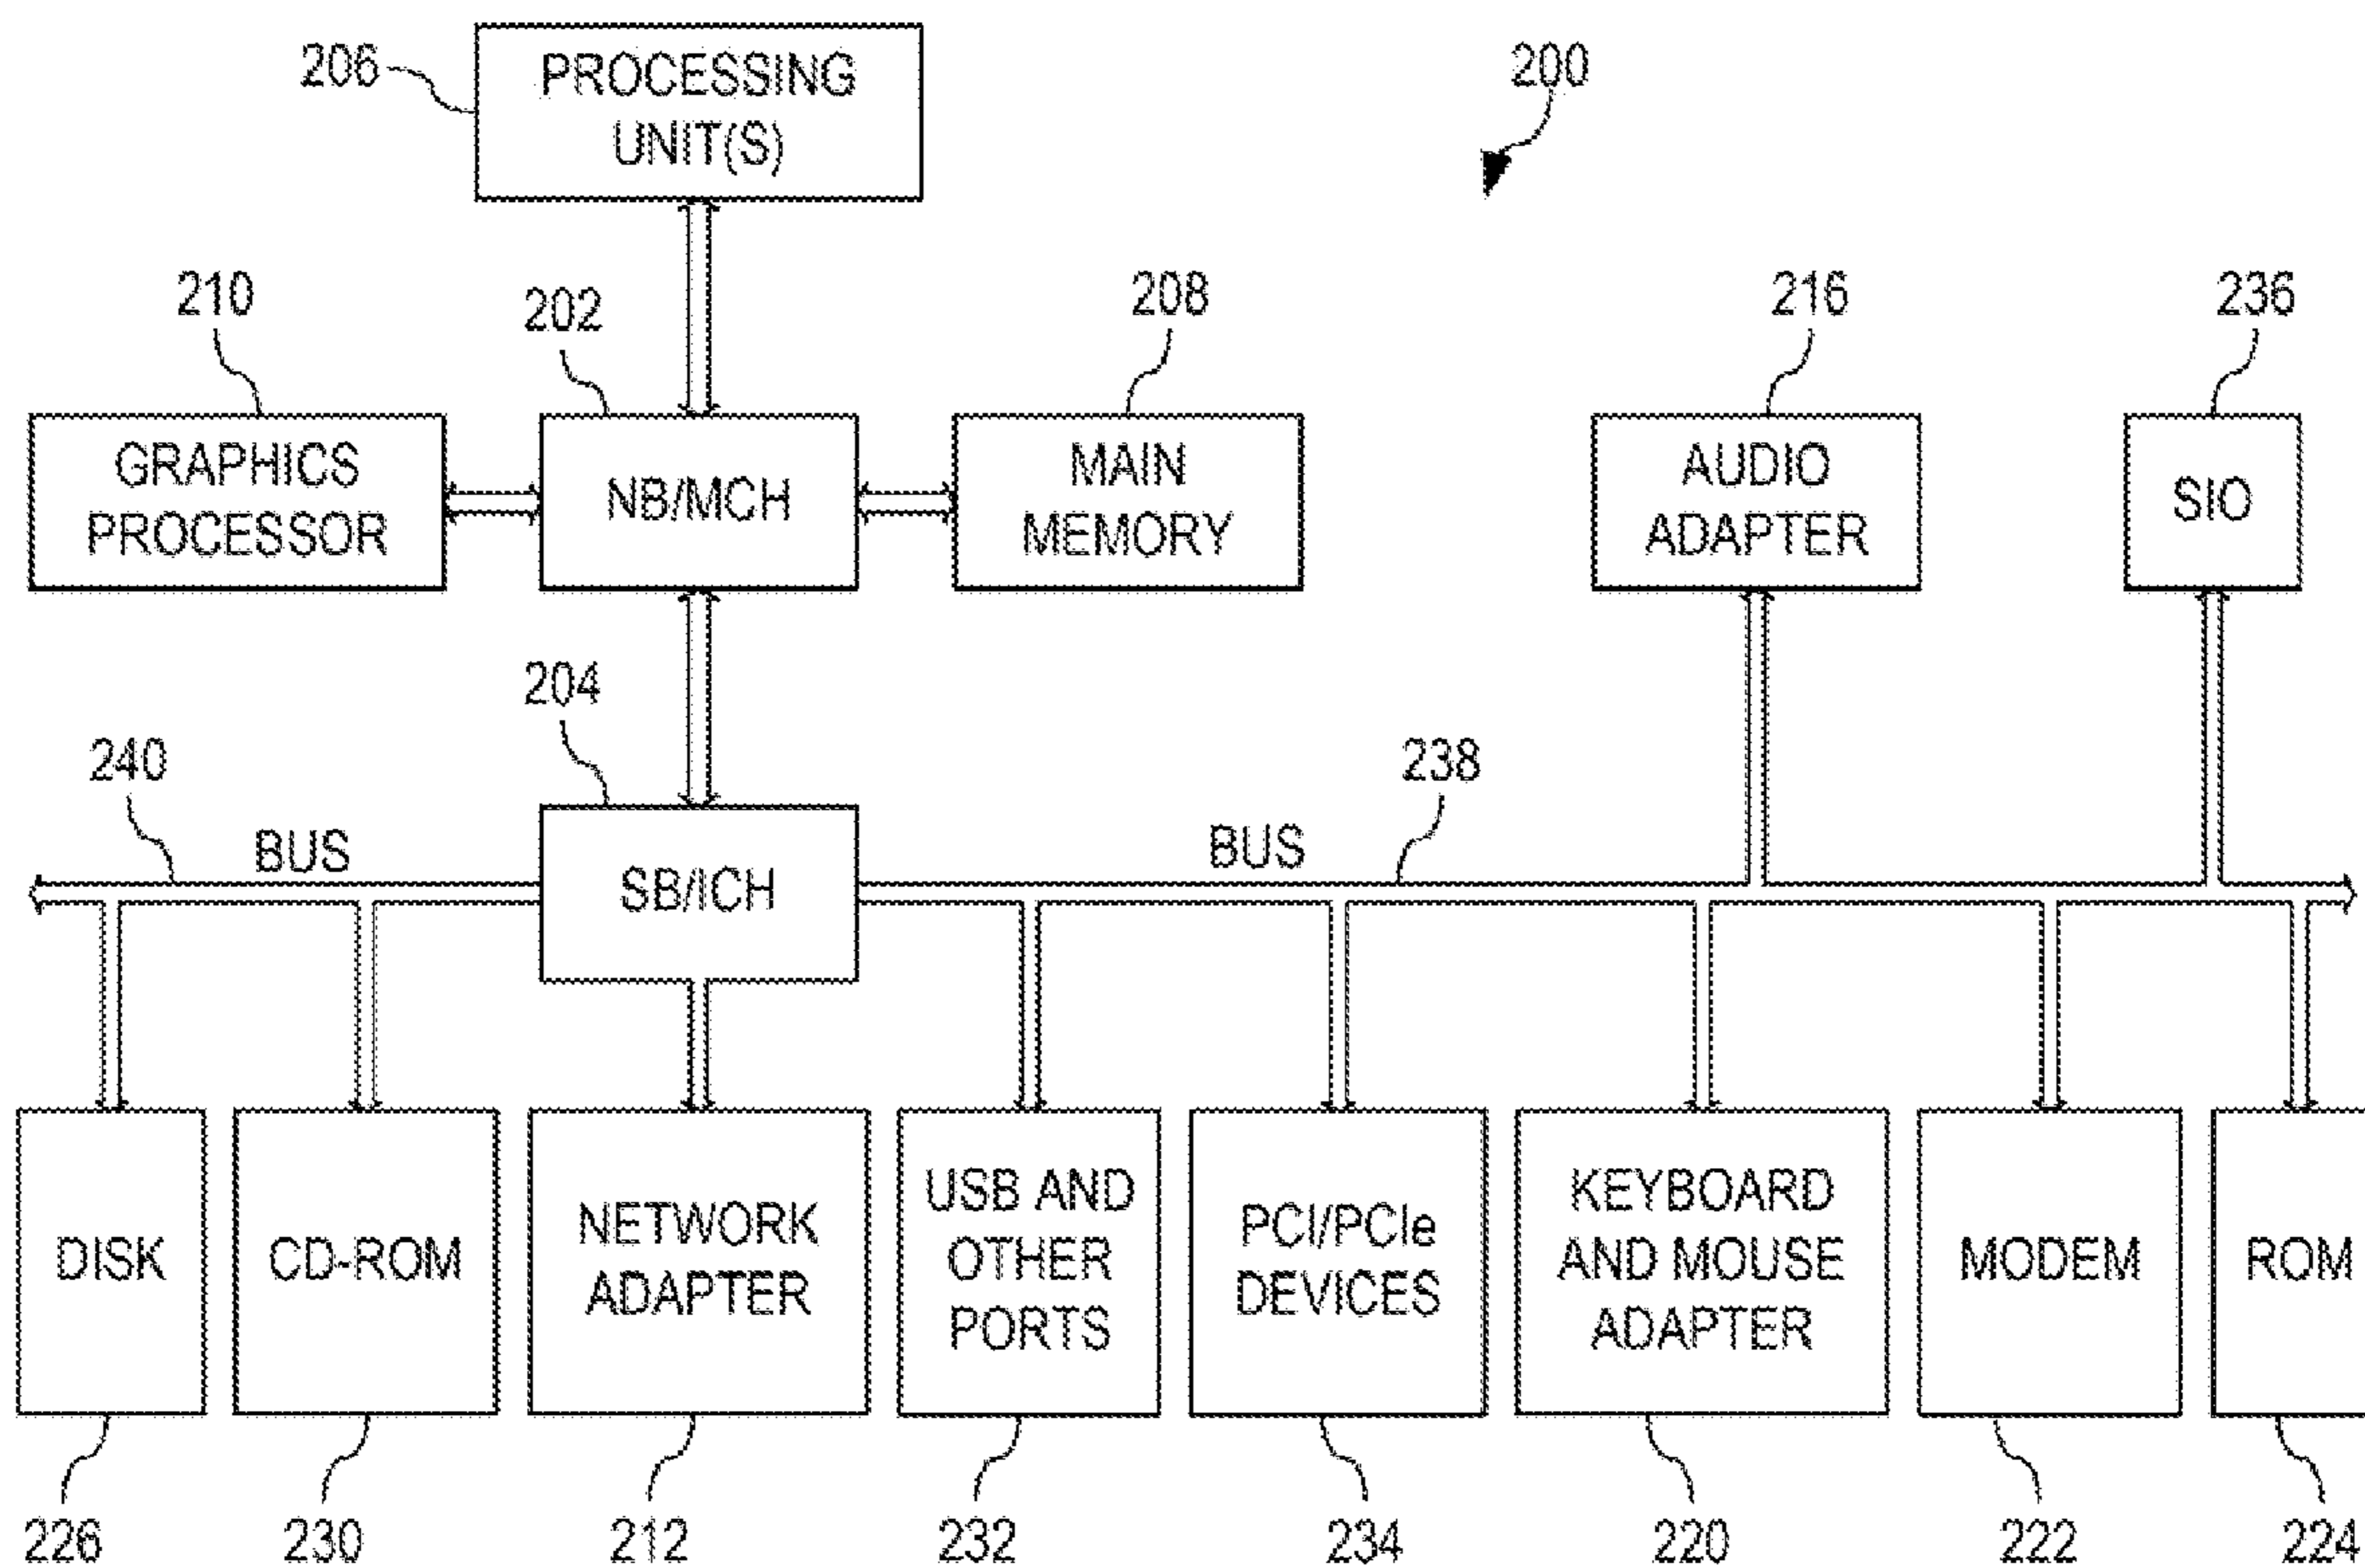 206
PROCESSING
UNIT(S)
200
210
202
208
216
236
GRAPHICS
PROCESSOR
NB/MCH
MAIN
MEMORY
AUDIO
ADAPTER
SIO
204
240
BUS
SB/ICH
BUS
238
DISK
CD-ROM
NETWORK
ADAPTER
USB AND
OTHER
PORTS
PCI/PCIe
DEVICES
KEYBOARD
AND MOUSE
ADAPTER
MODEM
ROM
226
230
212
232
234
220
222
224